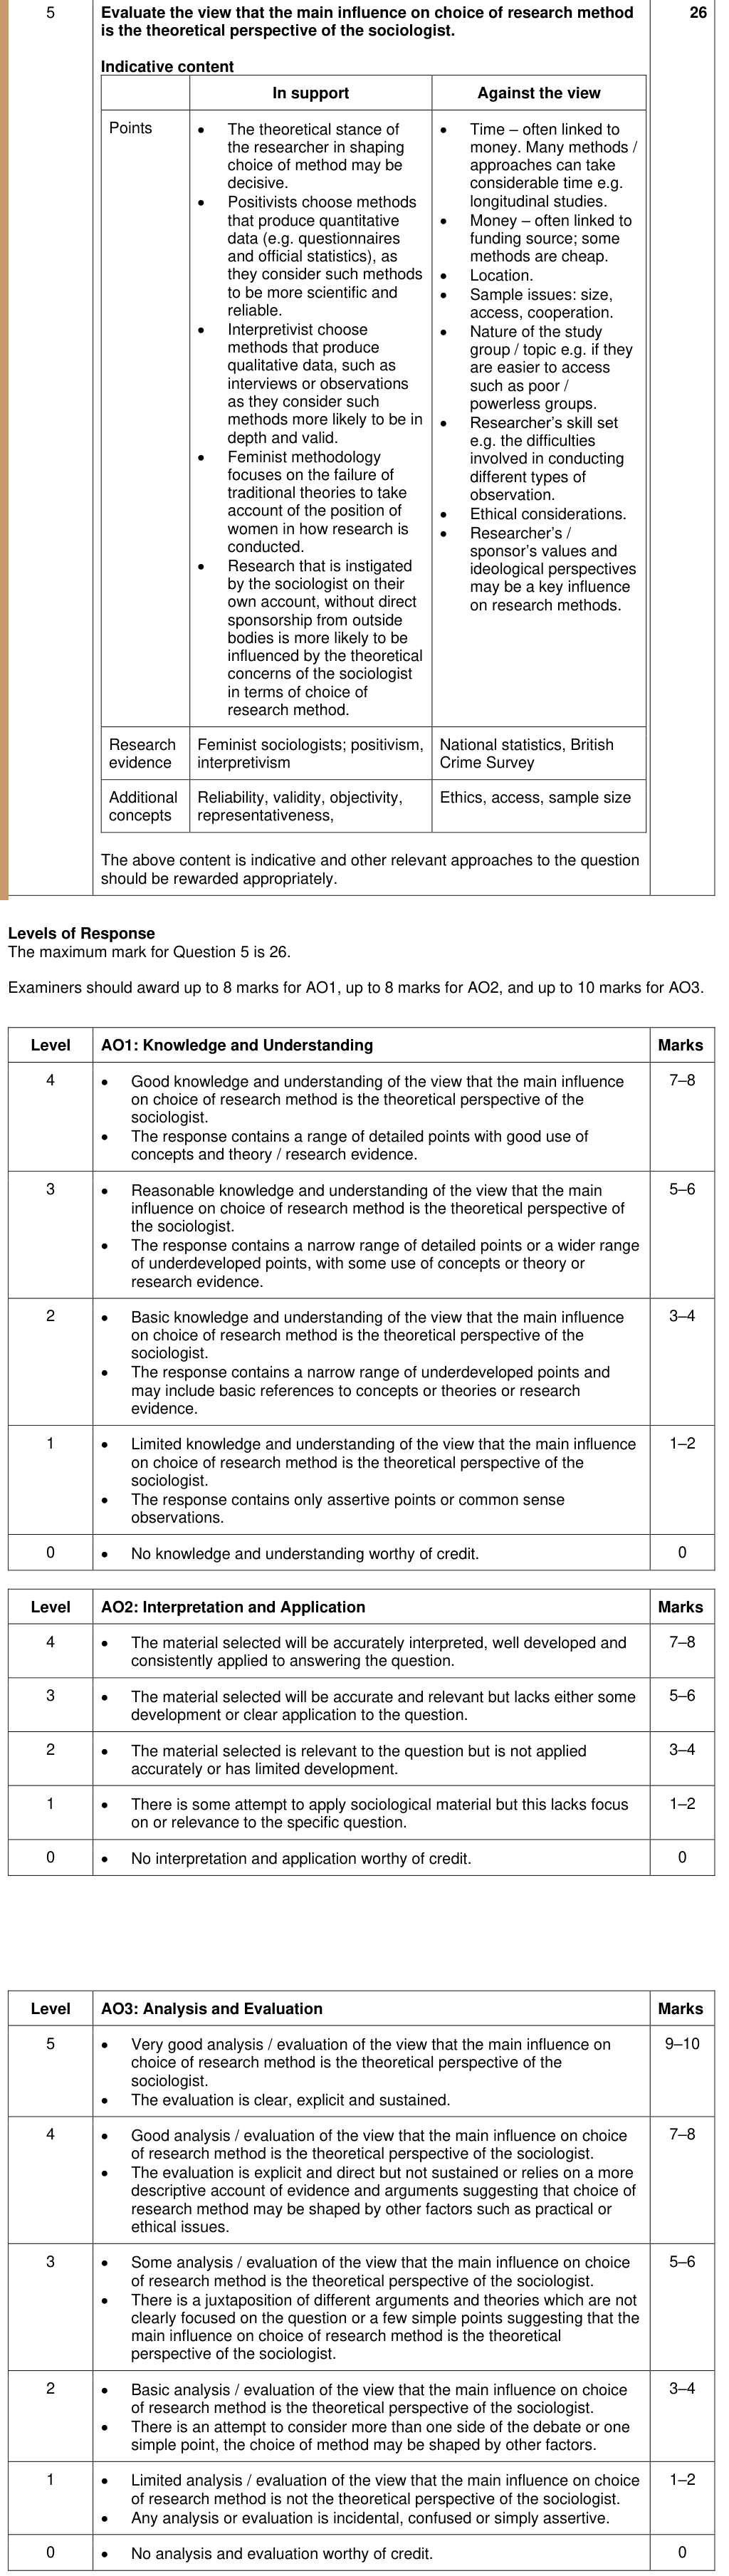 5
Evaluate the view that the main influence on choice of research method
is the theoretical perspective of the sociologist.
26
Indicative content
In support
Against the view
Points
• The theoretical stance of
the researcher in shaping
choice of method may be
decisive.
• Positivists choose methods
that produce quantitative
data (e.g. questionnaires
and official statistics), as
they consider such methods
to be more scientific and
reliable.
• Interpretivist choose
methods that produce
qualitative data, such as
interviews or observations
as they consider such
methods more likely to be in
depth and valid.
• Feminist methodology
focuses on the failure of
traditional theories to take
account of the position of
women in how research is
conducted.
• Research that is instigated
by the sociologist on their
own account, without direct
sponsorship from outside
bodies is more likely to be
influenced by the theoretical
concerns of the sociologist
in terms of choice of
research method.
• Time – often linked to
money. Many methods /
approaches can take
considerable time e.g.
longitudinal studies.
• Money – often linked to
funding source; some
methods are cheap.
• Location.
• Sample issues: size,
access, cooperation.
• Nature of the study
group / topic e.g. if they
are easier to access
such as poor /
powerless groups.
• Researcher's skill set
e.g. the difficulties
involved in conducting
different types of
observation.
• Ethical considerations.
• Researcher's /
sponsor's values and
ideological perspectives
may be a key influence
on research methods.
Research
evidence
Feminist sociologists; positivism,
interpretivism
National statistics, British
Crime Survey
Additional
concepts
Reliability, validity, objectivity,
representativeness,
Ethics, access, sample size
The above content is indicative and other relevant approaches to the question
should be rewarded appropriately.
Levels of Response
The maximum mark for Question 5 is 26.
Examiners should award up to 8 marks for AO1, up to 8 marks for AO2, and up to 10 marks for AO3.
Level AO1: Knowledge and Understanding Marks
4
• Good knowledge and understanding of the view that the main influence
on choice of research method is the theoretical perspective of the
sociologist.
• The response contains a range of detailed points with good use of
concepts and theory / research evidence.
7–8
3
• Reasonable knowledge and understanding of the view that the main
influence on choice of research method is the theoretical perspective of
the sociologist.
• The response contains a narrow range of detailed points or a wider range
of underdeveloped points, with some use of concepts or theory or
research evidence.
5–6
2
• Basic knowledge and understanding of the view that the main influence
on choice of research method is the theoretical perspective of the
sociologist.
• The response contains a narrow range of underdeveloped points and
may include basic references to concepts or theories or research
evidence.
3–4
1
• Limited knowledge and understanding of the view that the main influence
on choice of research method is the theoretical perspective of the
sociologist.
• The response contains only assertive points or common sense
observations.
1–2
0
• No knowledge and understanding worthy of credit.
0
Level AO2: Interpretation and Application Marks
4
• The material selected will be accurately interpreted, well developed and
consistently applied to answering the question.
7–8
3
• The material selected will be accurate and relevant but lacks either some
development or clear application to the question.
5–6
2
• The material selected is relevant to the question but is not applied
accurately or has limited development.
3–4
1
• There is some attempt to apply sociological material but this lacks focus
on or relevance to the specific question.
1–2
0
• No interpretation and application worthy of credit.
0
Level AO3: Analysis and Evaluation Marks
5
• Very good analysis / evaluation of the view that the main influence on
choice of research method is the theoretical perspective of the
sociologist.
• The evaluation is clear, explicit and sustained.
9–10
4
• Good analysis / evaluation of the view that the main influence on choice
of research method is the theoretical perspective of the sociologist.
• The evaluation is explicit and direct but not sustained or relies on a more
descriptive account of evidence and arguments suggesting that choice of
research method may be shaped by other factors such as practical or
ethical issues.
7–8
3
• Some analysis / evaluation of the view that the main influence on choice
of research method is the theoretical perspective of the sociologist.
• There is a juxtaposition of different arguments and theories which are not
clearly focused on the question or a few simple points suggesting that the
main influence on choice of research method is the theoretical
perspective of the sociologist.
5–6
2
• Basic analysis / evaluation of the view that the main influence on choice
of research method is the theoretical perspective of the sociologist.
• There is an attempt to consider more than one side of the debate or one
simple point, the choice of method may be shaped by other factors.
3–4
1
• Limited analysis / evaluation of the view that the main influence on choice
of research method is not the theoretical perspective of the sociologist.
• Any analysis or evaluation is incidental, confused or simply assertive.
1–2
0
• No analysis and evaluation worthy of credit.
0